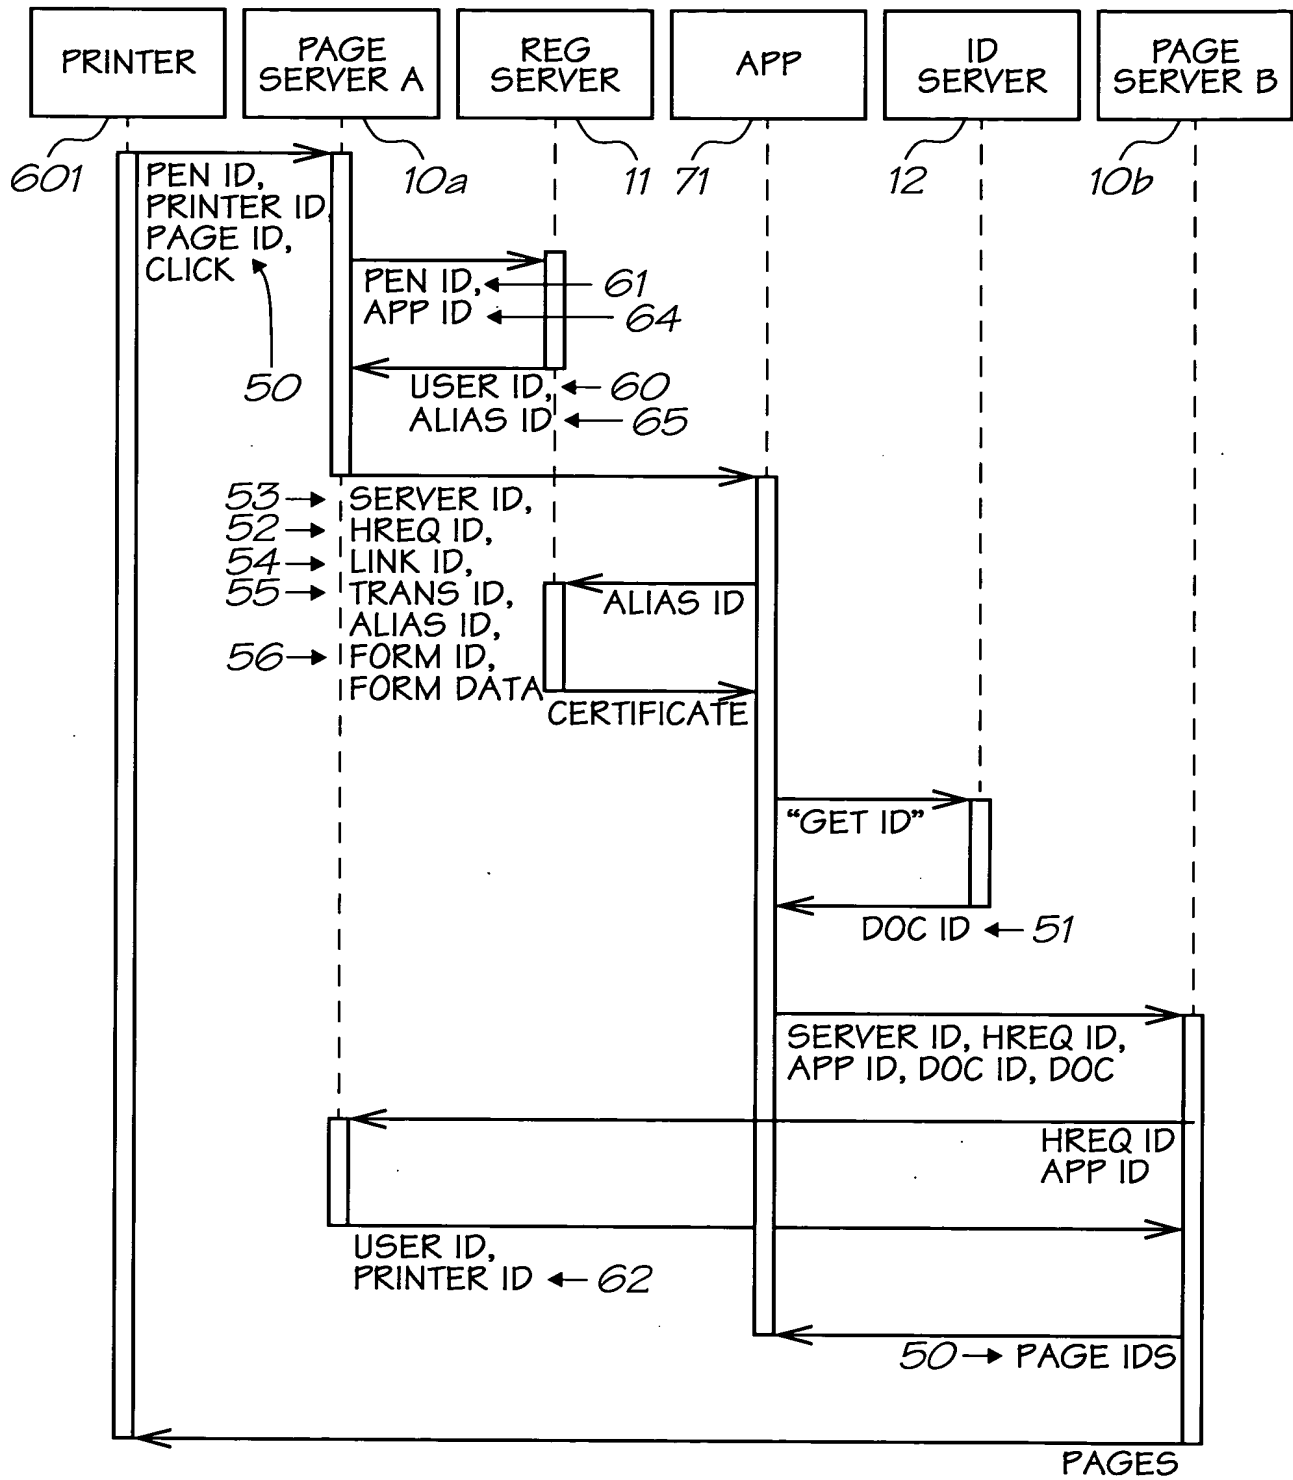 PRINTER
PAGE
SERVER A
REG
SERVER
APP
ID
SERVER
PAGE
SERVER B
601
10a
11
71
12
10b
PEN ID,
PRINTER ID
PAGE ID,
CLICK
50
PEN ID,
61
APP ID
64
USER ID,
60
ALIAS ID
65
53
SERVER ID,
52
HREQ ID,
54
LINK ID,
55
TRANS ID,
ALIAS ID,
56
FORM ID,
FORM DATA
ALIAS ID
CERTIFICATE
“GET ID”
DOC ID
51
SERVER ID, HREQ ID,
APP ID, DOC ID, DOC
HREQ ID
APP ID
USER ID,
PRINTER ID
62
50
PAGE IDS
PAGES